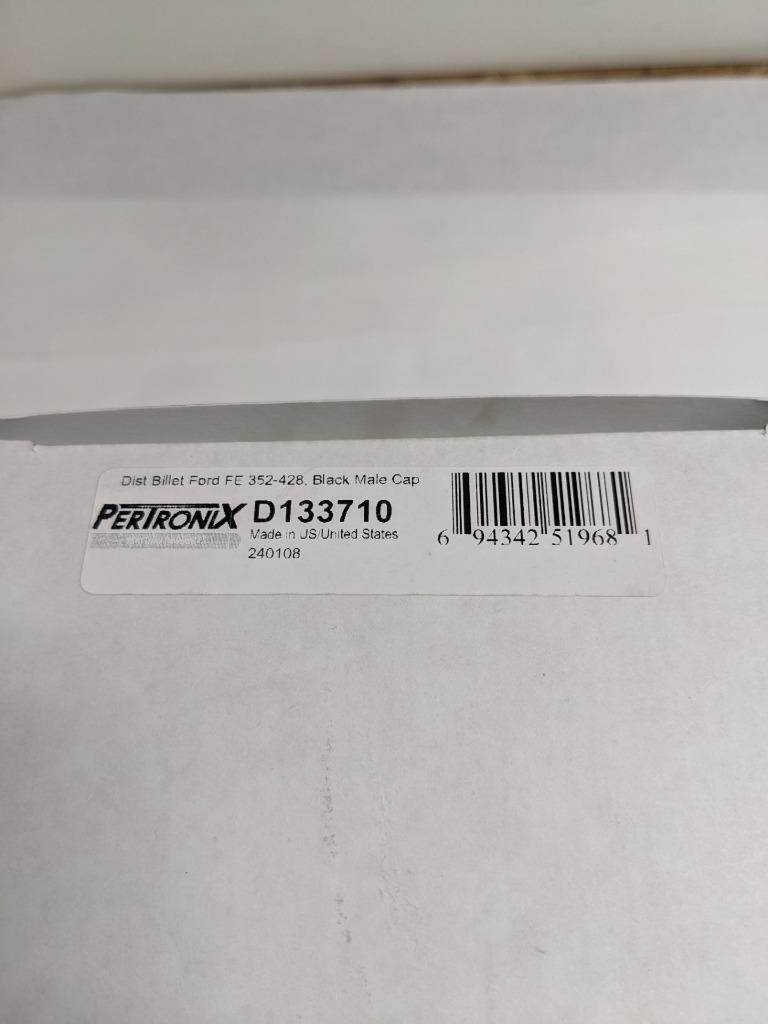 Dist Billet Ford FE 352-428, Black Male Cap
PERTRONIX D133710
Made in US/United States
240108
6 94342 51968 1